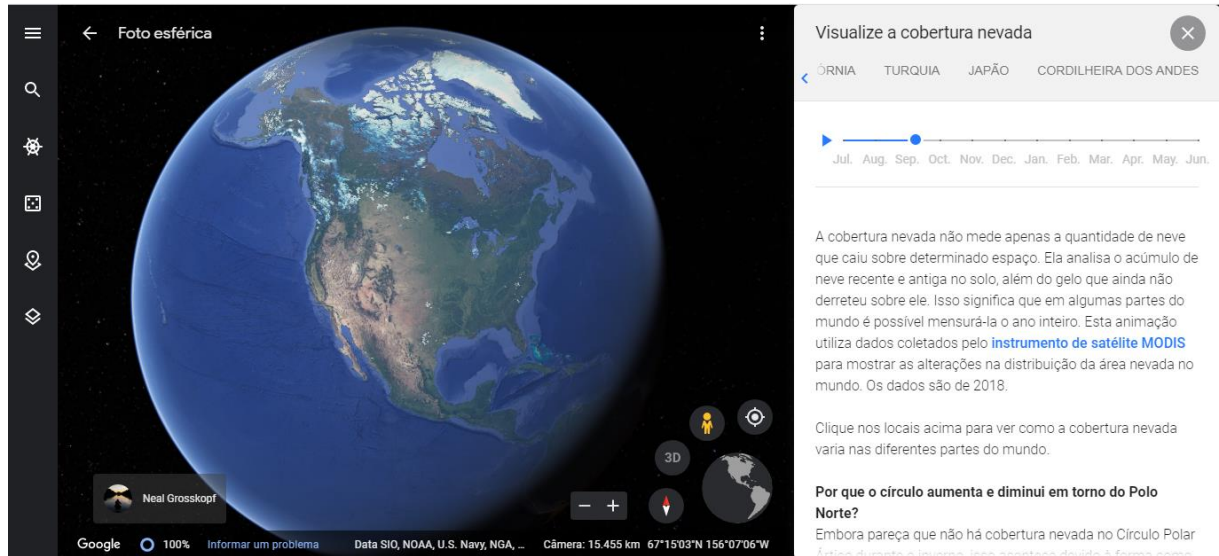 Foto esférica
Visualize a cobertura nevada
ÓRNIA TURQUIA JAPÃO CORDILHEIRA DOS ANDES
Jul. Aug. Sep. Oct. Nov. Dec. Jan. Feb. Mar. Apr. May. Jun.
A cobertura nevada não mede apenas a quantidade de neve
que caiu sobre determinado espaço. Ela analisa o acúmulo de
neve recente e antiga no solo, além do gelo que ainda não
derreteu sobre ele. Isso significa que em algumas partes do
mundo é possível mensurá-la o ano inteiro. Esta animação
utiliza dados coletados pelo instrumento de satélite MODIS
para mostrar as alterações na distribuição da área nevada no
mundo. Os dados são de 2018.
Clique nos locais acima para ver como a cobertura nevada
varia nas diferentes partes do mundo.
Por que o círculo aumenta e diminui em torno do Polo
Norte?
Embora pareça que não há cobertura nevada no Círculo Polar
3D
Neal Grosskopf
Google 100% Informar um problema Data SIO, NOAA, U.S. Navy, NGA, ... Câmera: 15.455 km 67°15'03"N 156°07'06"W